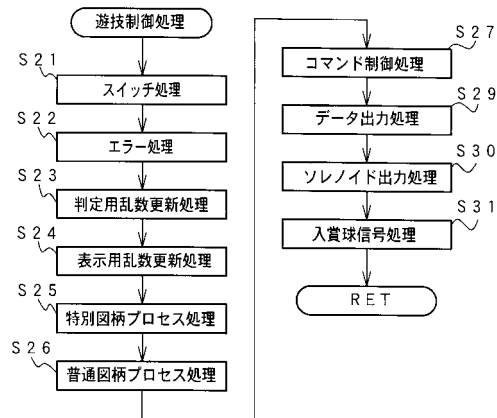 遊技制御処理
S21
スイッチ処理
S22
エラー処理
S23
判定用乱数更新処理
S24
表示用乱数更新処理
S25
特別図柄プロセス処理
S26
普通図柄プロセス処理
S27
コマンド制御処理
S29
データ出力処理
S30
ソレノイド出力処理
S31
入賞球信号処理
RET